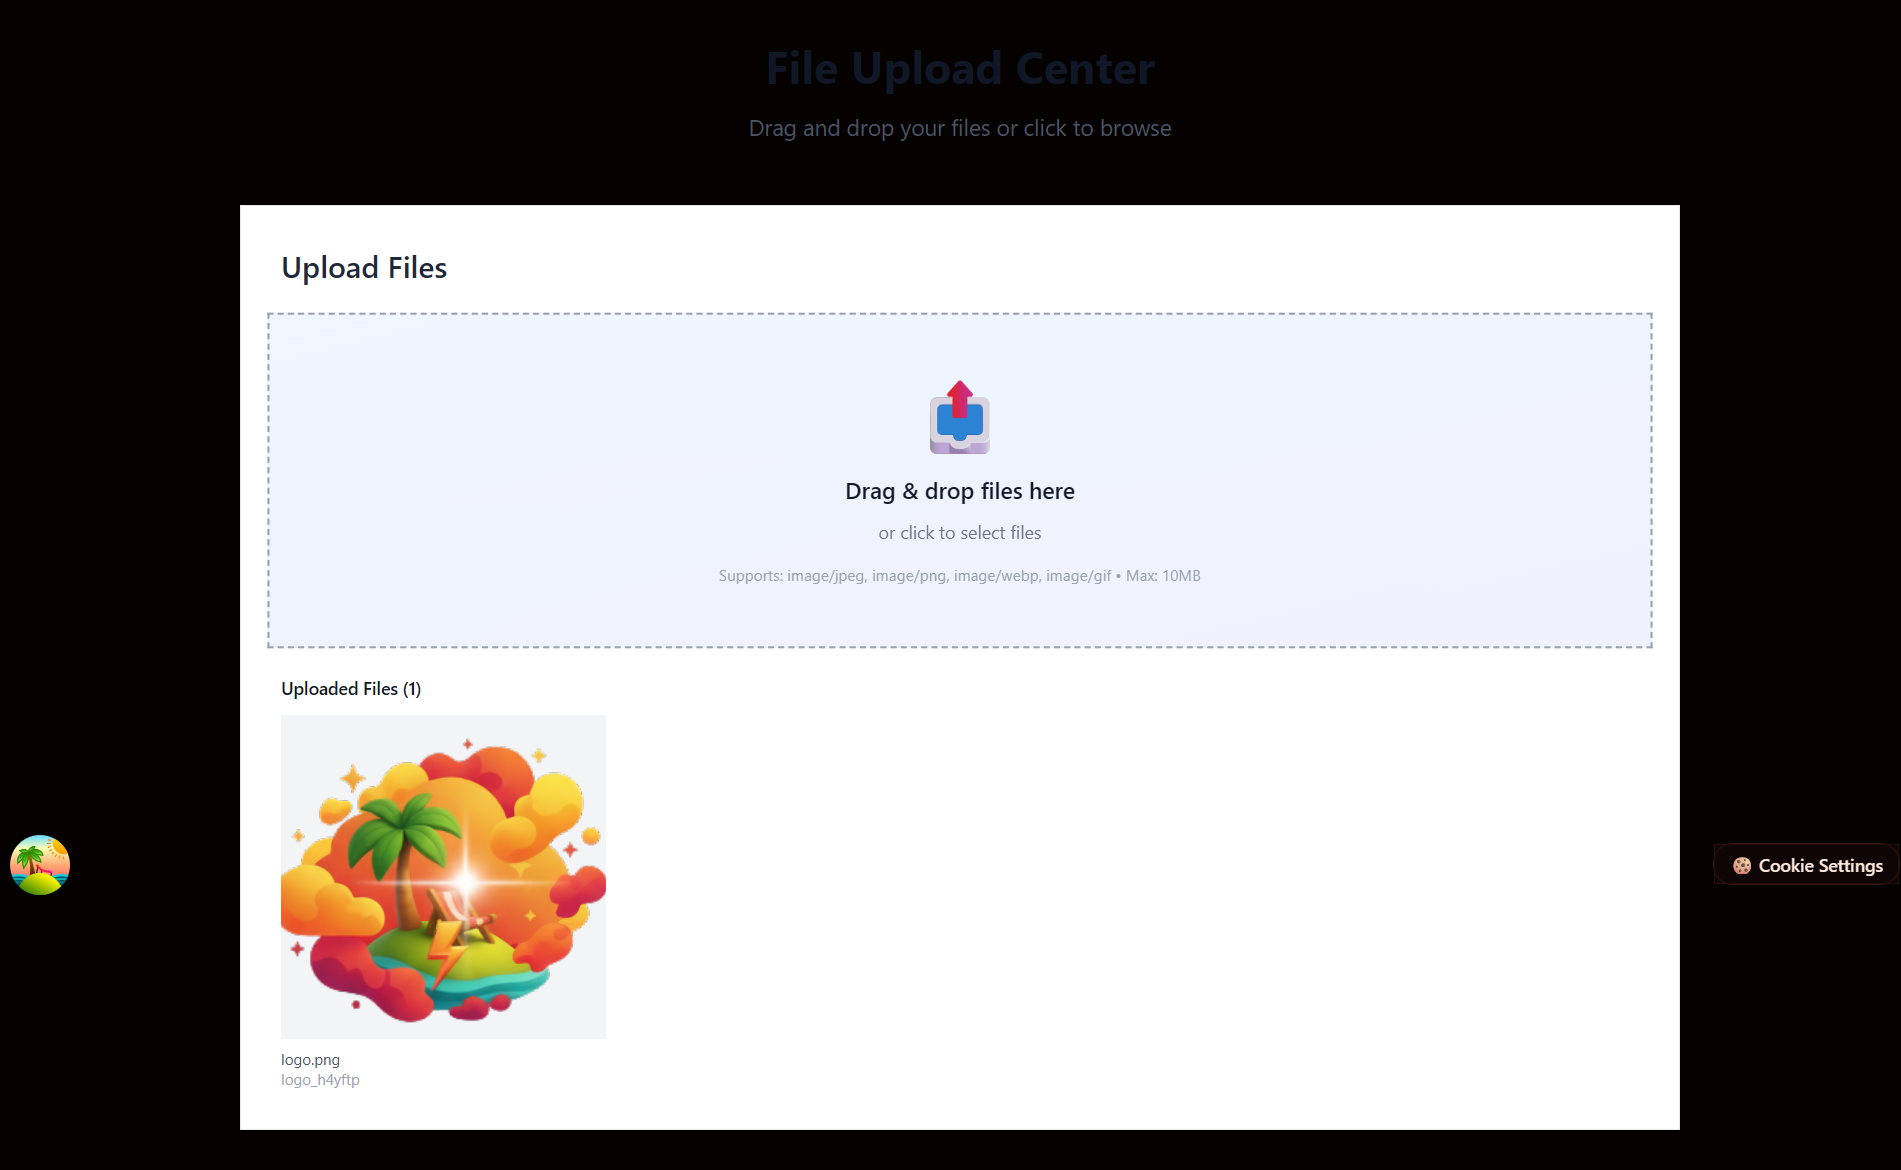 File Upload Center
Drag and drop your files or click to browse
Upload Files
Drag & drop files here
or click to select files
Supports: image/jpeg, image/png, image/webp, image/gif • Max: 10MB
Uploaded Files (1)
Cookie Settings
logo.png
logo_h4yftp